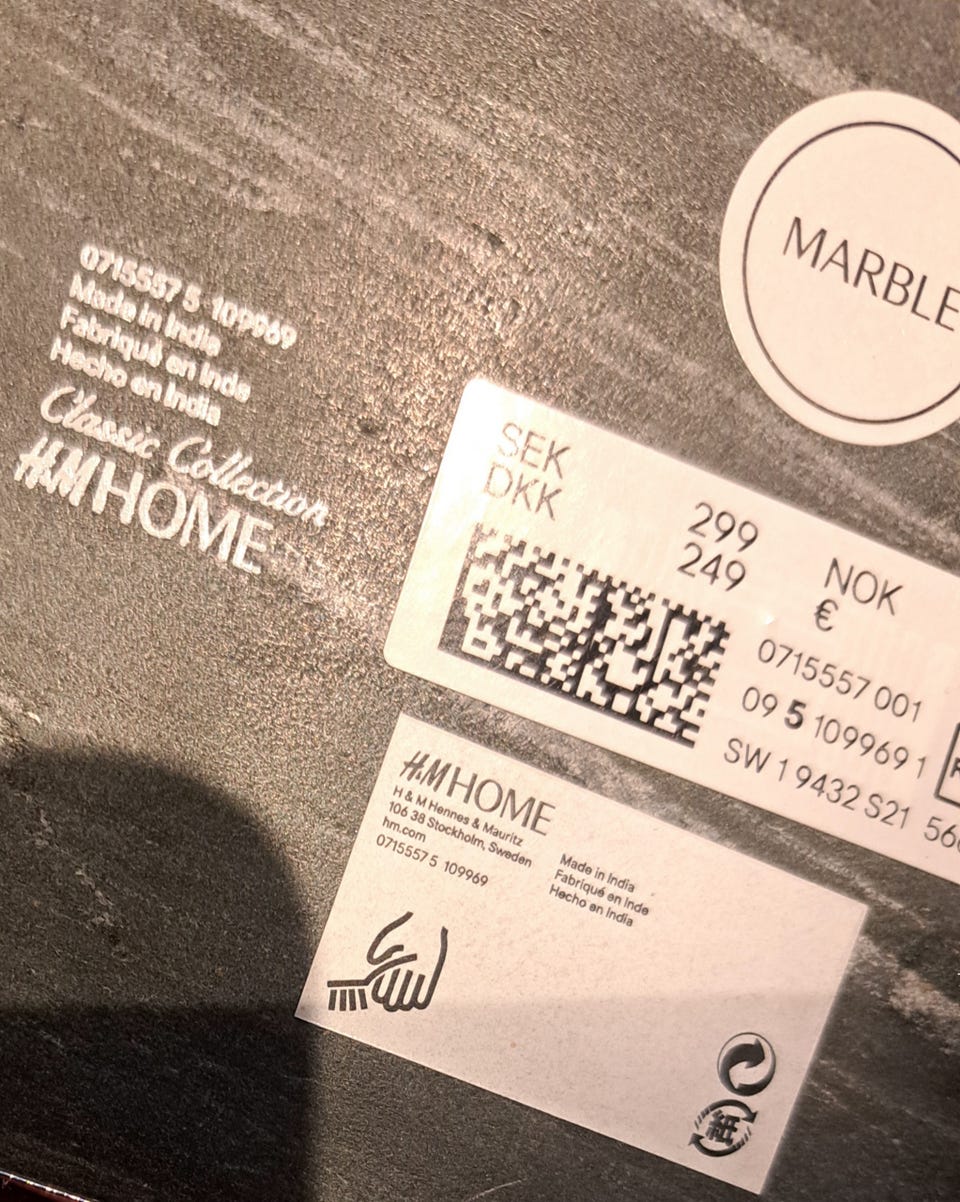 MARBLE
0715557 5 109969
Made in India
Fabriqué en Inde
Hecho en India
Classic Collection
H&M HOME
SEK 299 NOK
DKK 249 €
0715557 001
09 5 109969 1
SW 1 9432 S21
H&M HOME
H & M Hennes & Mauritz
106 38 Stockholm, Sweden
hm.com
0715557 5 109969
Made in India
Fabriqué en Inde
Hecho en India
紙